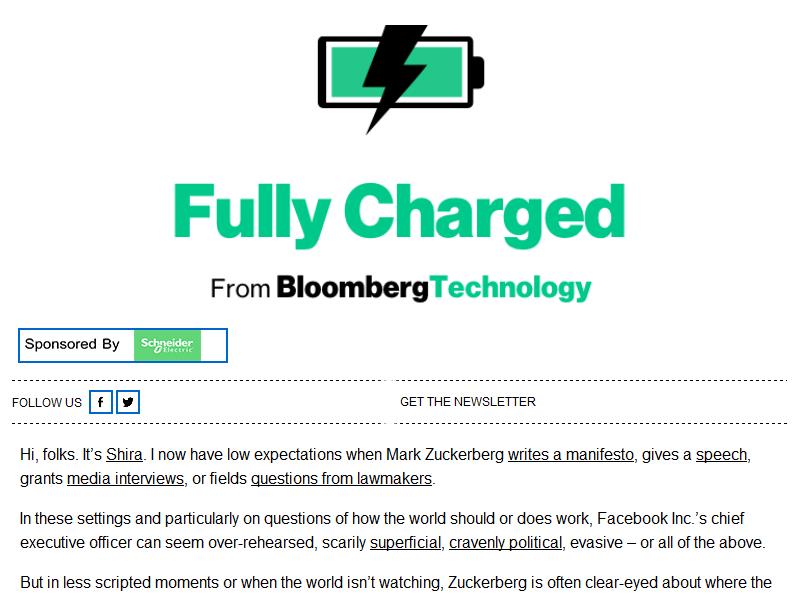 Fully Charged
From BloombergTechnology
Sponsored By Schneider Electric
FOLLOW US
GET THE NEWSLETTER
Hi, folks. It’s Shira. I now have low expectations when Mark Zuckerberg writes a manifesto, gives a speech,
grants media interviews, or fields questions from lawmakers.
In these settings and particularly on questions of how the world should or does work, Facebook Inc.’s chief
executive officer can seem over-rehearsed, scarily superficial, cravenly political, evasive – or all of the above.
But in less scripted moments or when the world isn’t watching, Zuckerberg is often clear-eyed about where the